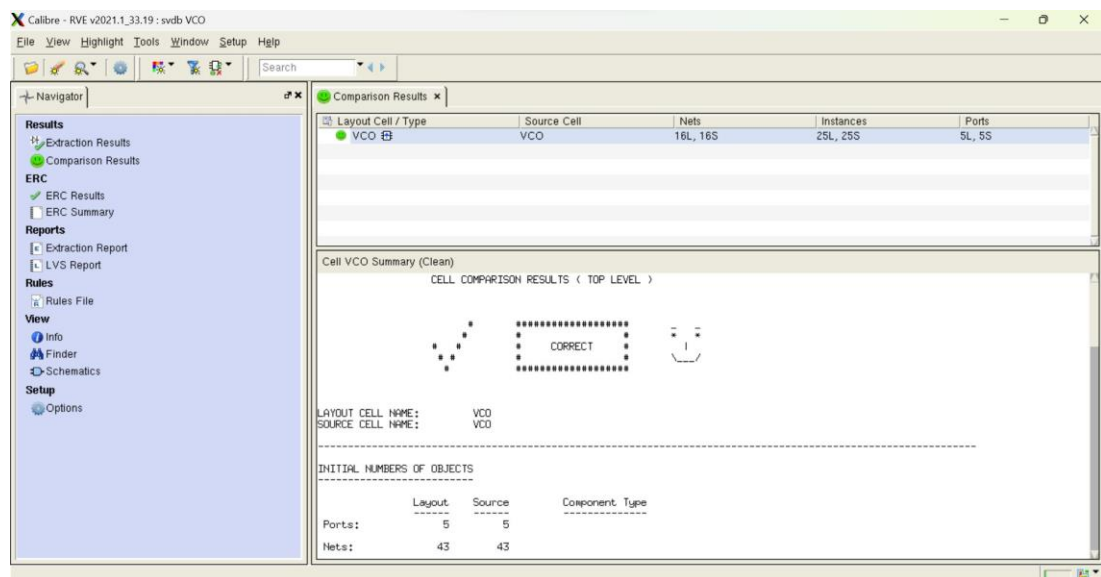 Calibre - RVE v2021.1_33.19 : svdb VCO
File View Highlight Tools Window Setup Help
Search
Navigator
Results
Extraction Results
Comparison Results
ERC
ERC Results
ERC Summary
Reports
Extraction Report
LVS Report
Rules
Rules File
View
Info
Finder
Schematics
Setup
Options
Comparison Results
Layout Cell / Type Source Cell Nets Instances Ports
VCO VCO 16L, 16S 25L, 25S 5L, 5S
Cell VCO Summary (Clean)
CELL COMPARISON RESULTS ( TOP LEVEL )
CORRECT
LAYOUT CELL NAME: VCO
SOURCE CELL NAME: VCO
INITIAL NUMBERS OF OBJECTS
Layout Source Component Type
Ports: 5 5
Nets: 43 43